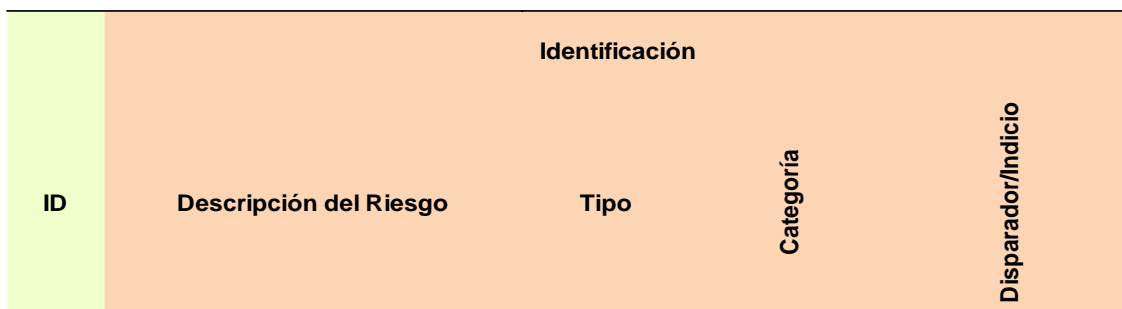 Identificación
ID
Descripción del Riesgo
Tipo
Categoría
Disparador/Indicio